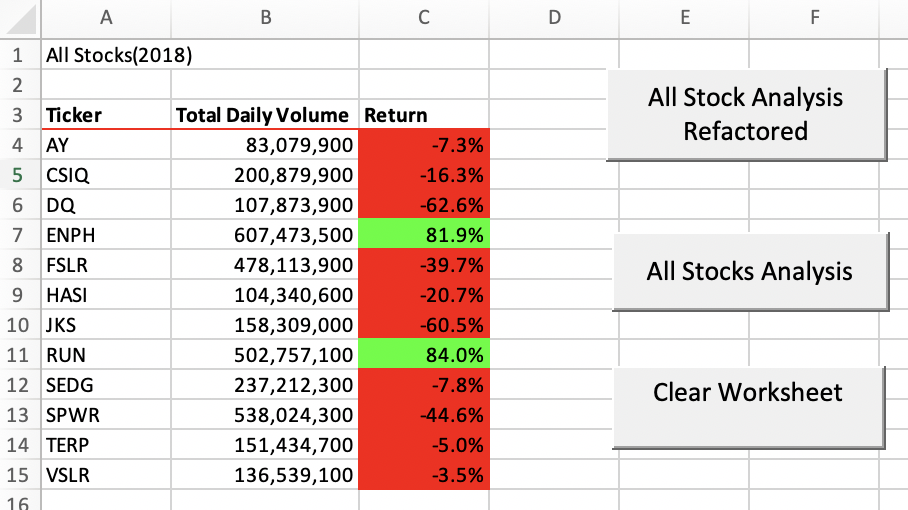 A B C D E F
1 All Stocks(2018)
2
3 Ticker Total Daily Volume Return
4 AY 83,079,900 -7.3%
5 CSIQ 200,879,900 -16.3%
6 DQ 107,873,900 -62.6%
7 ENPH 607,473,500 81.9%
8 FSLR 478,113,900 -39.7%
9 HASI 104,340,600 -20.7%
10 JKS 158,309,000 -60.5%
11 RUN 502,757,100 84.0%
12 SEDG 237,212,300 -7.8%
13 SPWR 538,024,300 -44.6%
14 TERP 151,434,700 -5.0%
15 VSLR 136,539,100 -3.5%
16
All Stock Analysis
Refactored
All Stocks Analysis
Clear Worksheet